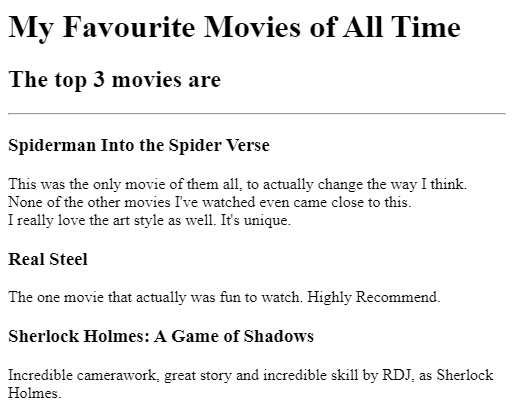 My Favourite Movies of All Time
The top 3 movies are
Spiderman Into the Spider Verse
This was the only movie of them all, to actually change the way I think.
None of the other movies I've watched even came close to this.
I really love the art style as well. It's unique.
Real Steel
The one movie that actually was fun to watch. Highly Recommend.
Sherlock Holmes: A Game of Shadows
Incredible camerawork, great story and incredible skill by RDJ, as Sherlock
Holmes.